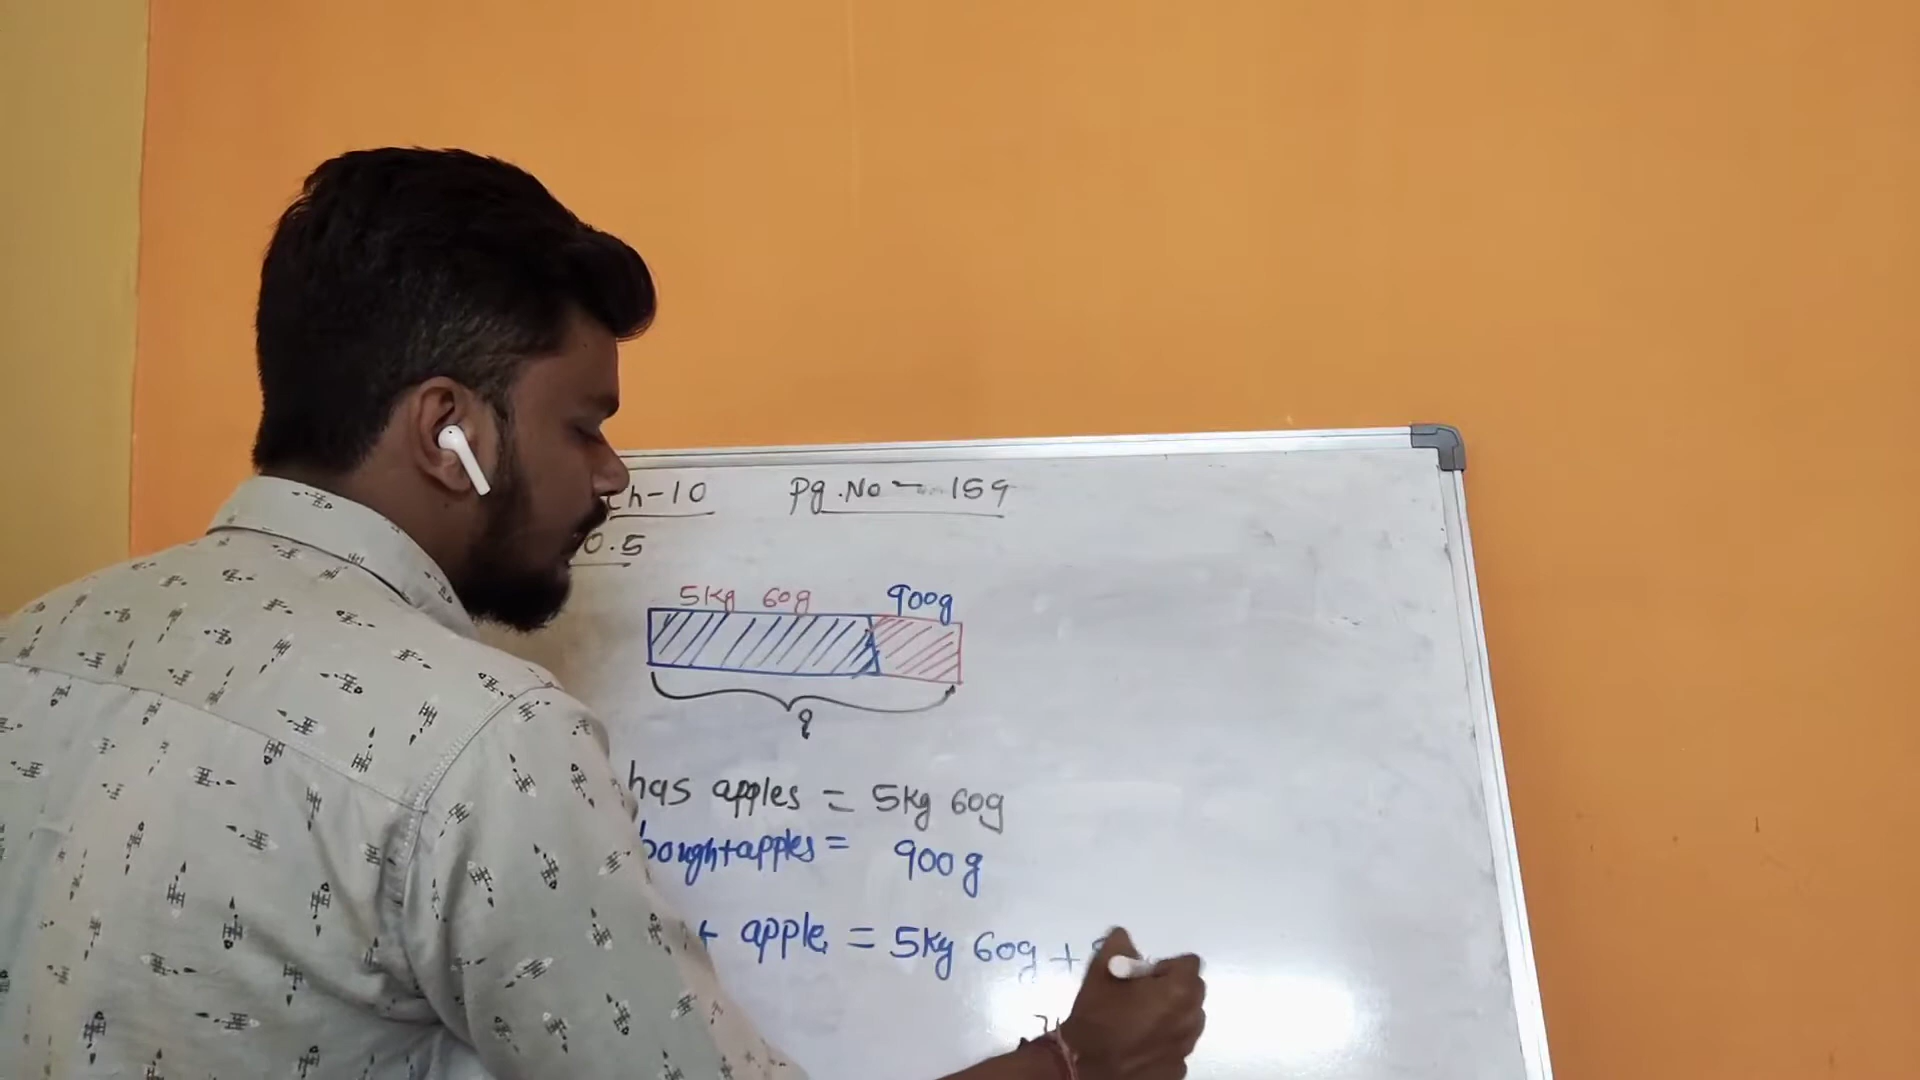 Ch-10 Pg.No - 159
0.5
5kg 60g 900g
?
has apples = 5kg 60g
bought apples = 900g
+ apple = 5kg 60g +